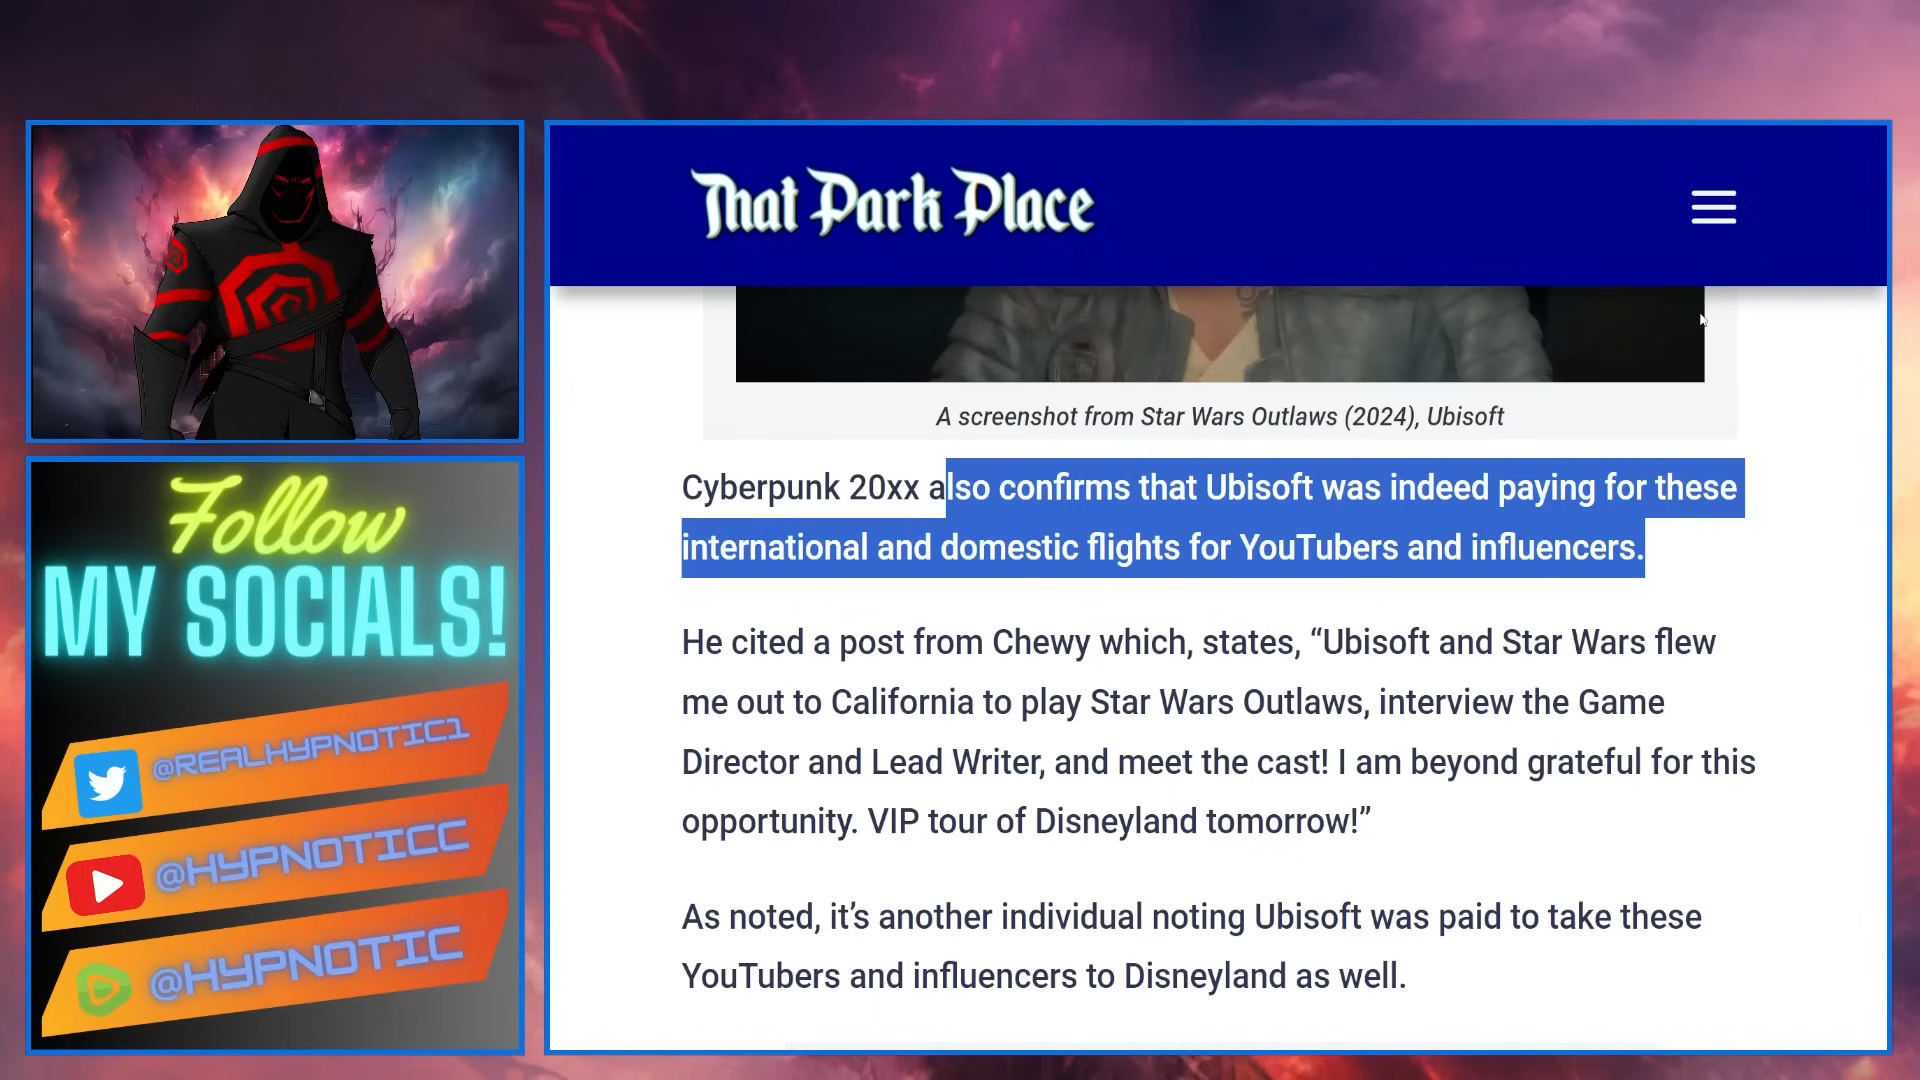 Follow
MY SOCIALS!
@REALHYPNOTIC1
@HYPNOTICC
@HYPNOTIC
That Park Place
A screenshot from Star Wars Outlaws (2024), Ubisoft
Cyberpunk 20xx also confirms that Ubisoft was indeed paying for these
international and domestic flights for YouTubers and influencers.
He cited a post from Chewy which, states, “Ubisoft and Star Wars flew
me out to California to play Star Wars Outlaws, interview the Game
Director and Lead Writer, and meet the cast! I am beyond grateful for this
opportunity. VIP tour of Disneyland tomorrow!”
As noted, it’s another individual noting Ubisoft was paid to take these
YouTubers and influencers to Disneyland as well.